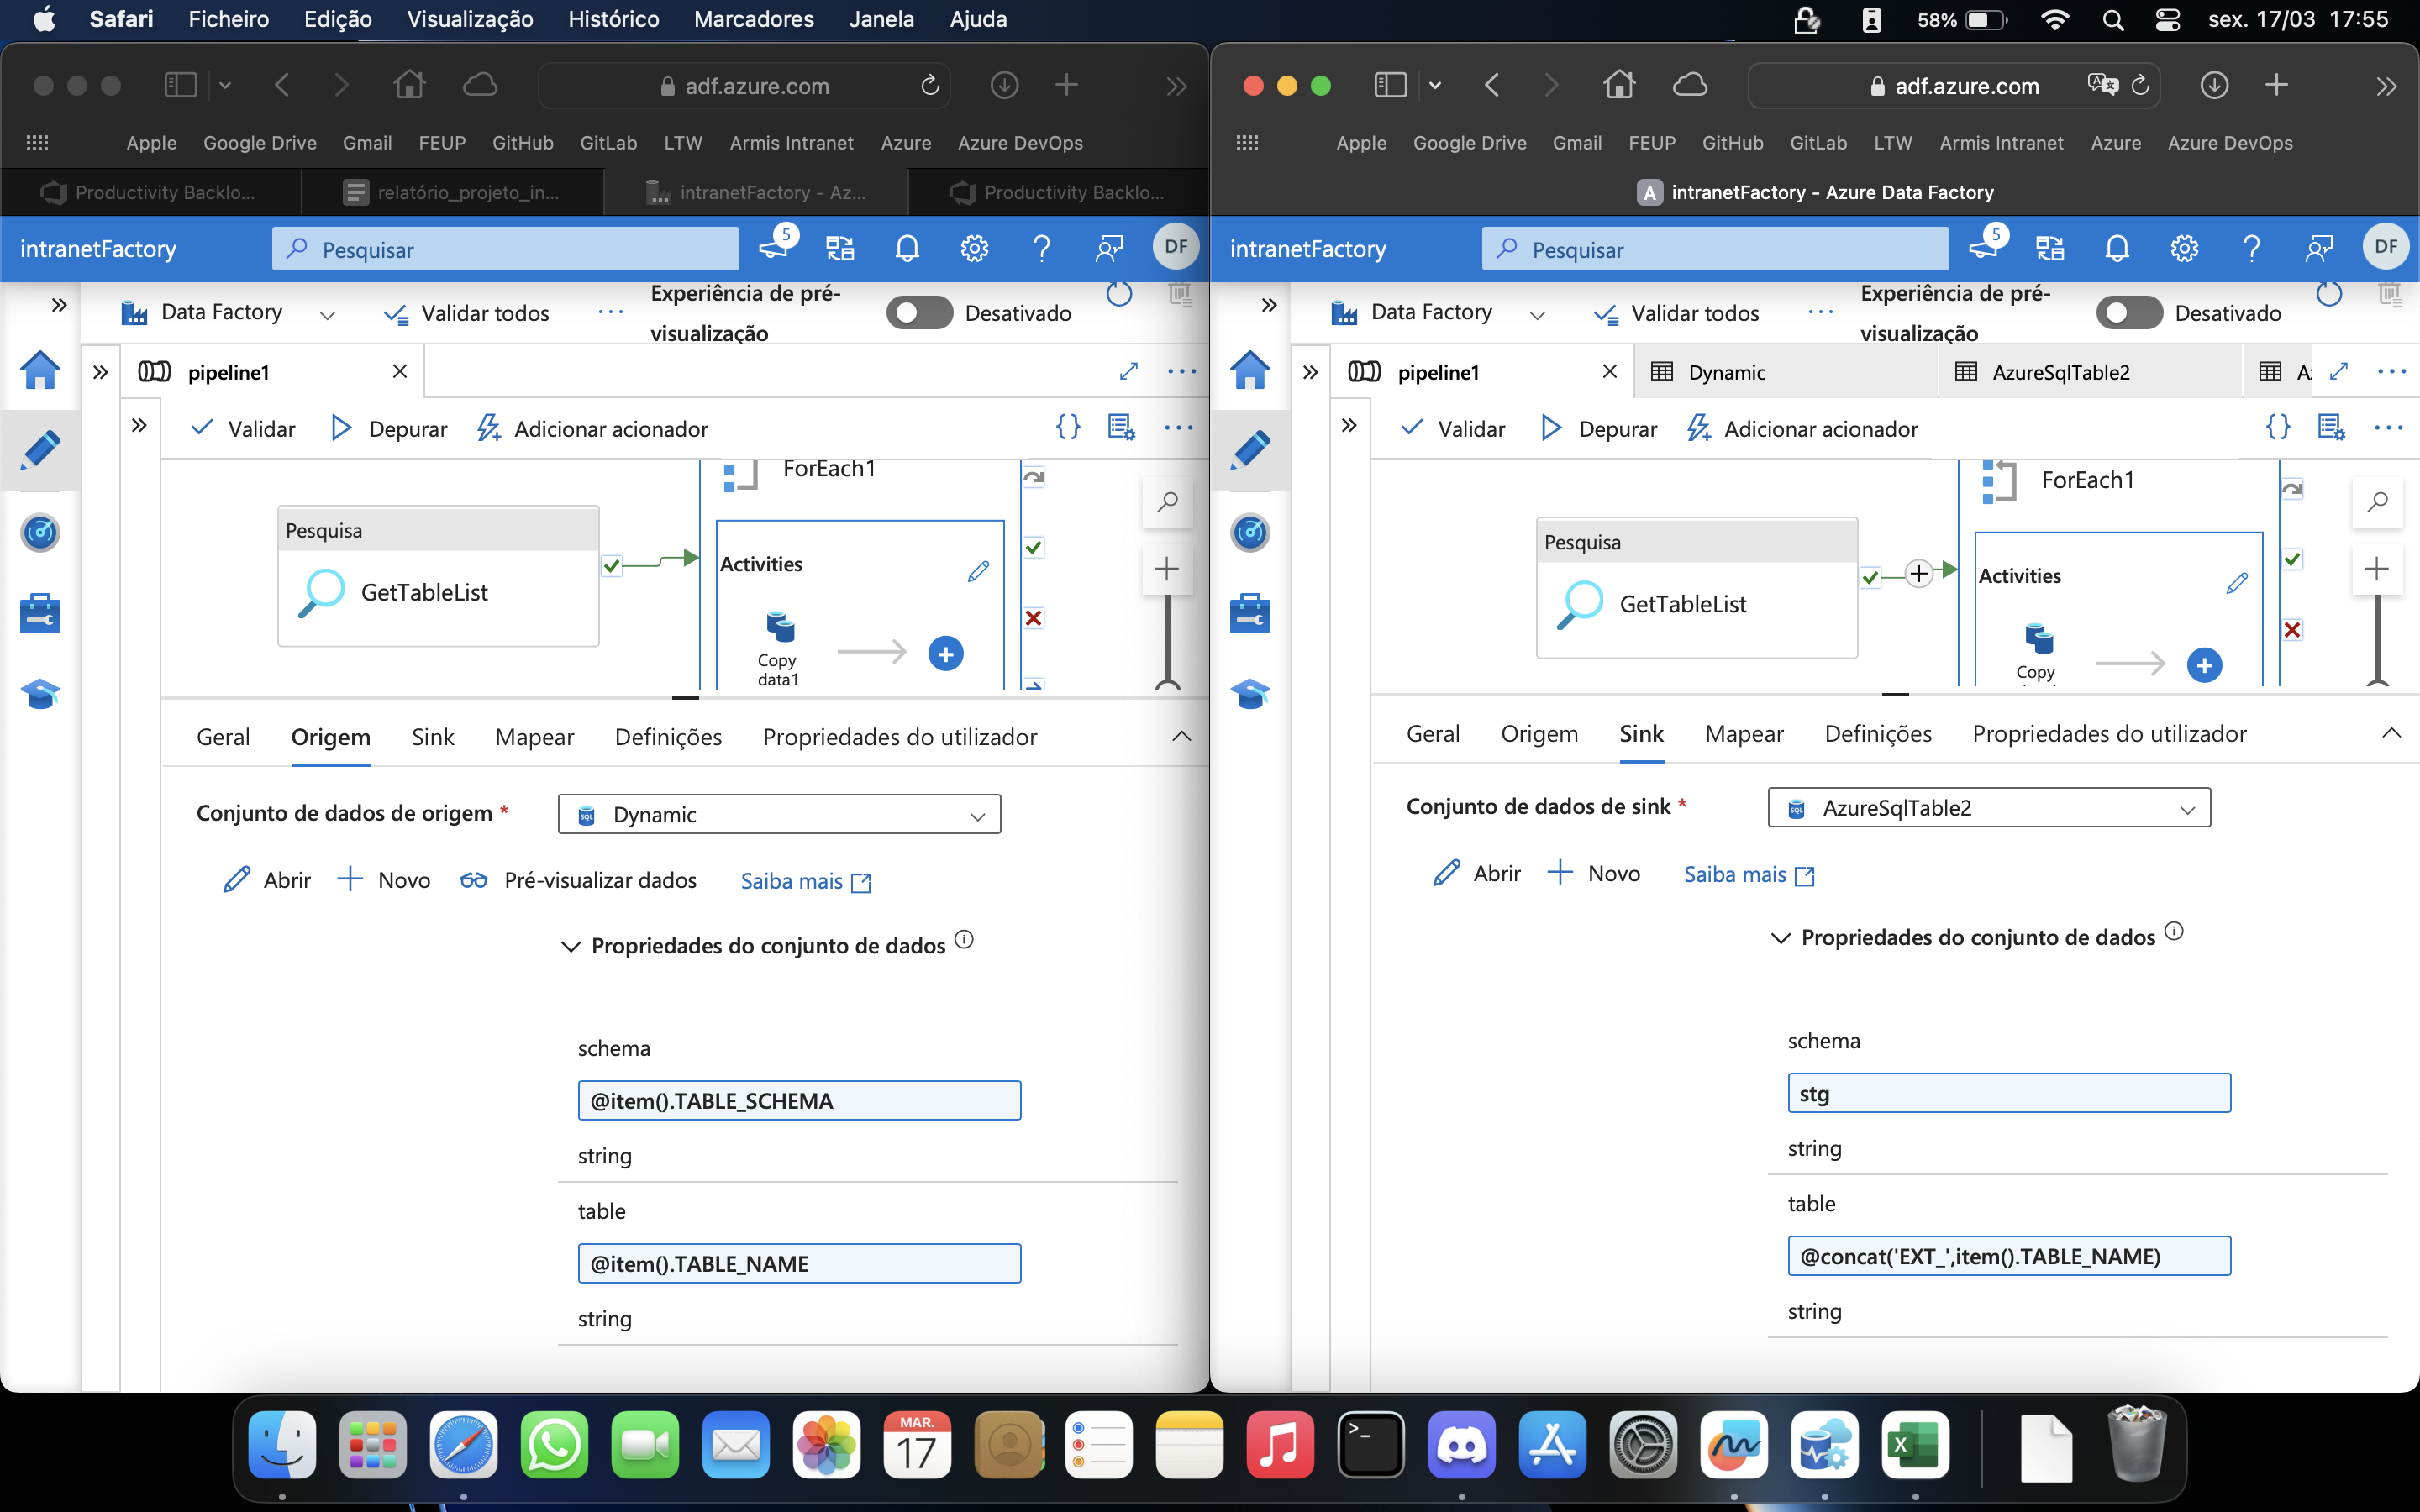 Safari Ficheiro Edição Visualização Histórico Marcadores Janela Ajuda 58% sex. 17/03 17:55
adf.azure.com
Apple Google Drive Gmail FEUP GitHub GitLab LTW Armis Intranet Azure Azure DevOps
Productivity Backlo... relatório_projeto_in... intranetFactory - Az... Productivity Backlo...
intranetFactory Pesquisar 5 DF
Data Factory Validar todos ... Experiência de pré-
visualização Desativado
pipeline1
Validar Depurar Adicionar acionador {} ...
ForEach1
Pesquisa
GetTableList
Activities
Copy
data1
Geral Origem Sink Mapear Definições Propriedades do utilizador
Conjunto de dados de origem * SQL Dynamic
Abrir Novo Pré-visualizar dados Saiba mais
Propriedades do conjunto de dados
schema
@item().TABLE_SCHEMA
string
table
@item().TABLE_NAME
string
adf.azure.com
Apple Google Drive Gmail FEUP GitHub GitLab LTW Armis Intranet Azure Azure DevOps
A intranetFactory - Azure Data Factory
intranetFactory Pesquisar 5 DF
Data Factory Validar todos ... Experiência de pré-
visualização Desativado
pipeline1 Dynamic AzureSqlTable2
Validar Depurar Adicionar acionador {} ...
ForEach1
Pesquisa
GetTableList
Activities
Copy
Geral Origem Sink Mapear Definições Propriedades do utilizador
Conjunto de dados de sink * SQL AzureSqlTable2
Abrir Novo Saiba mais
Propriedades do conjunto de dados
schema
stg
string
table
@concat('EXT_',item().TABLE_NAME)
string
MAR.
17